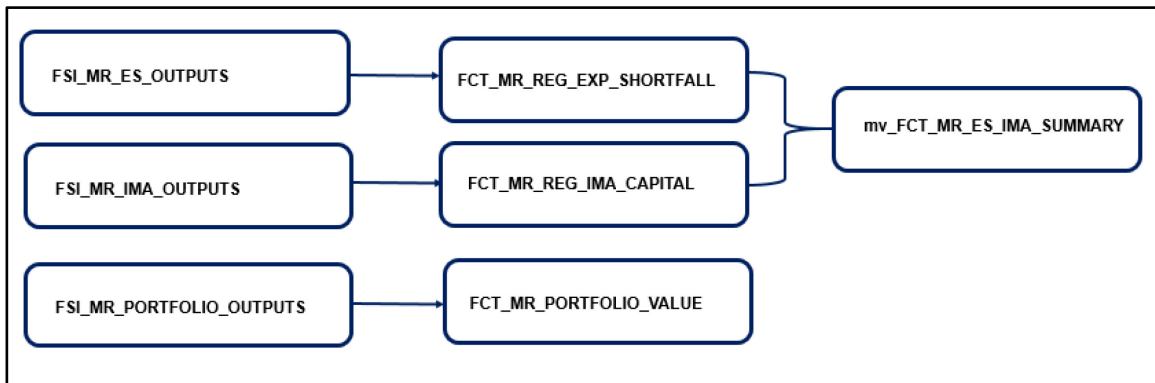 FSI_MR_ES_OUTPUTS
FCT_MR_REG_EXP_SHORTFALL
mv_FCT_MR_ES_IMA_SUMMARY
FSI_MR_IMA_OUTPUTS
FCT_MR_REG_IMA_CAPITAL
FSI_MR_PORTFOLIO_OUTPUTS
FCT_MR_PORTFOLIO_VALUE